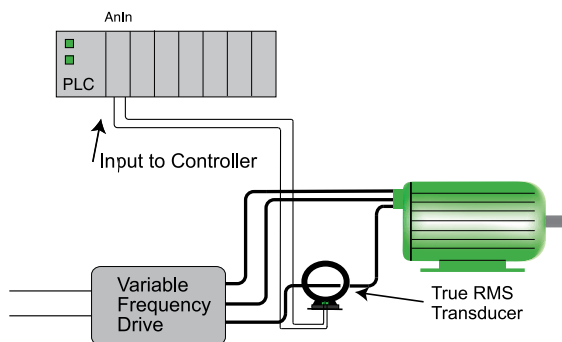 AnIn
PLC
Input to Controller
Variable
Frequency
Drive
True RMS
Transducer